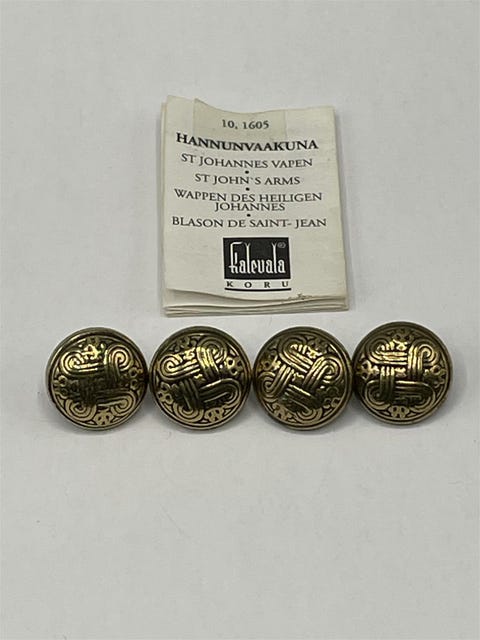 10, 1605
HANNUNVAAKUNA
ST JOHANNES VAPEN
•
ST JOHN`S ARMS
•
WAPPEN DES HEILIGEN
JOHANNES
•
BLASON DE SAINT- JEAN
Kalevala ®
KORU